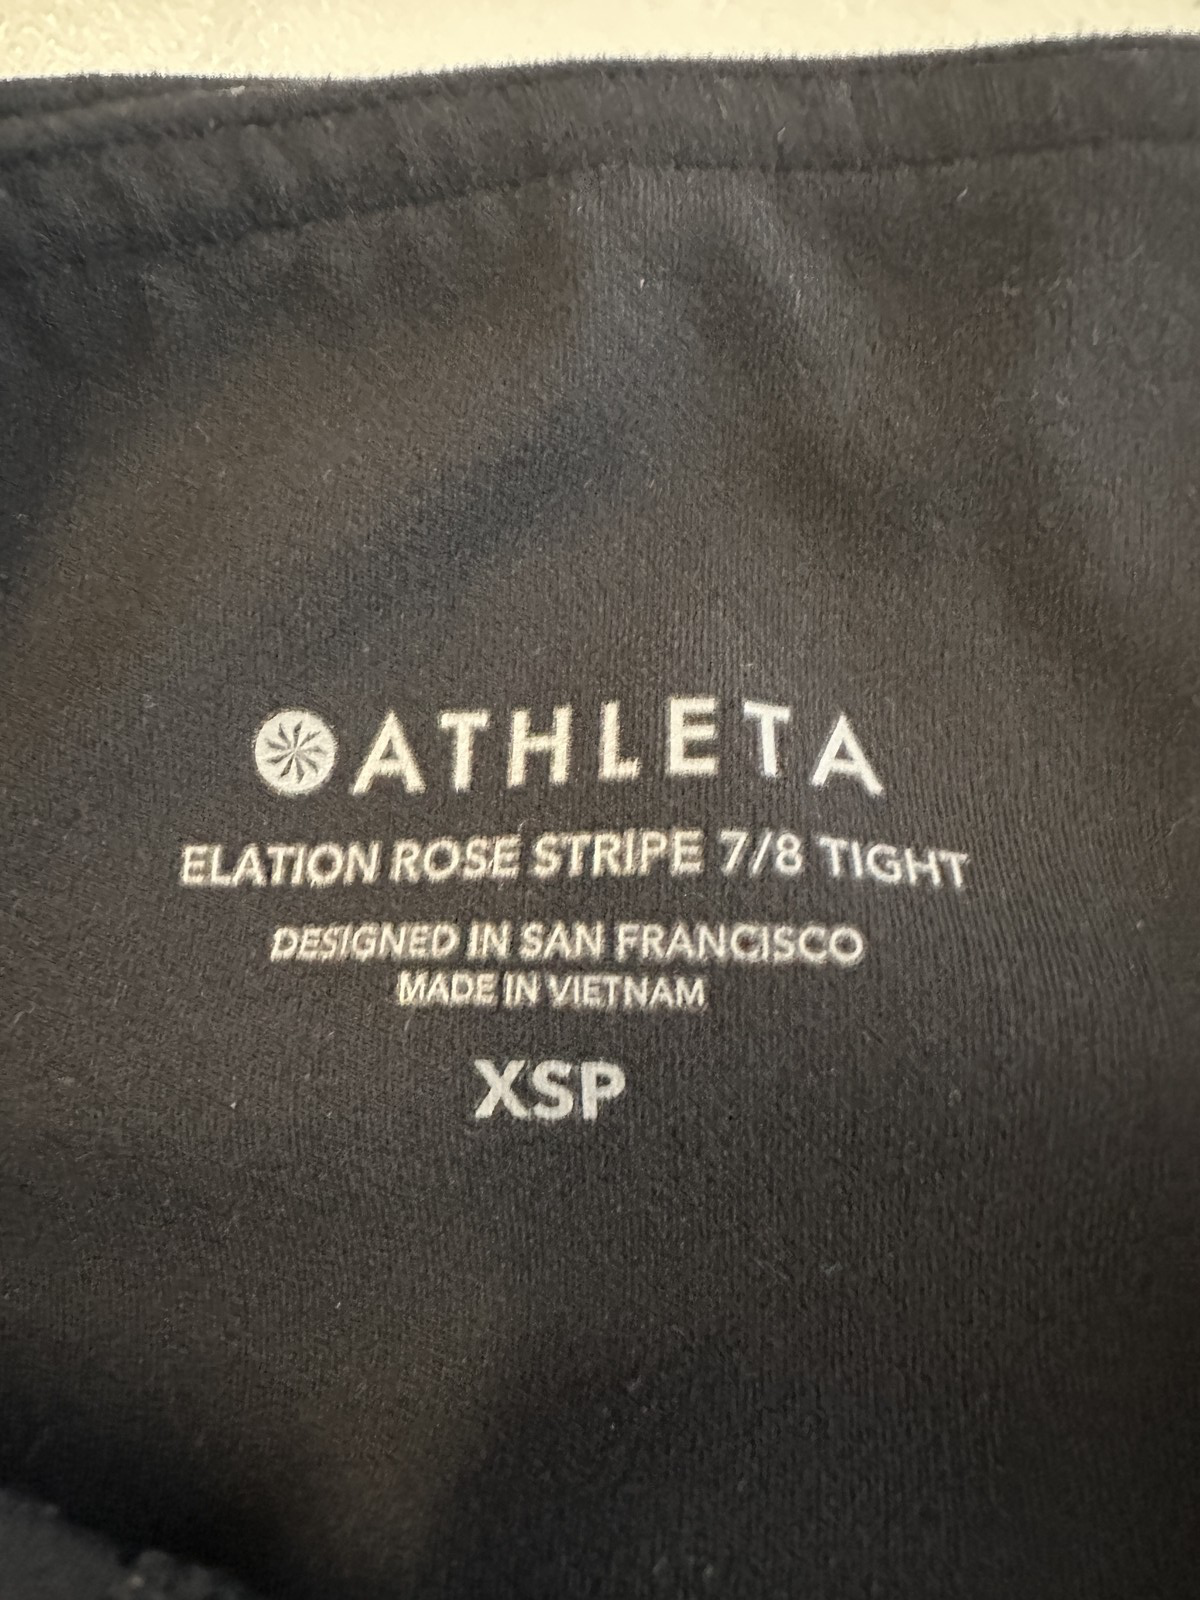 ATHLETA
ELATION ROSE STRIPE 7/8 TIGHT
DESIGNED IN SAN FRANCISCO
MADE IN VIETNAM
XSP